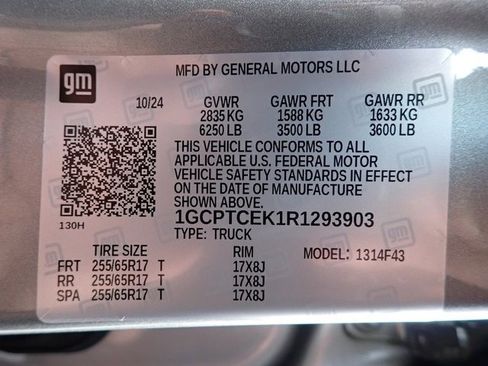 gm
MFD BY GENERAL MOTORS LLC
10/24 GVWR GAWR FRT GAWR RR
2835 KG 1588 KG 1633 KG
6250 LB 3500 LB 3600 LB
THIS VEHICLE CONFORMS TO ALL
APPLICABLE U.S. FEDERAL MOTOR
VEHICLE SAFETY STANDARDS IN EFFECT
ON THE DATE OF MANUFACTURE
SHOWN ABOVE.
130H 1GCPTCEK1R1293903
TYPE: TRUCK
TIRE SIZE RIM MODEL: 1314F43
FRT 255/65R17 T 17X8J
RR 255/65R17 T 17X8J
SPA 255/65R17 T 17X8J